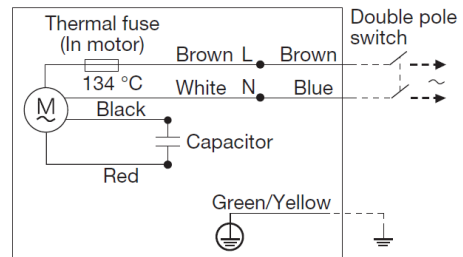 Thermal fuse
(In motor)
Double pole
switch
Brown L Brown
134 °C
White N Blue
M
Black
Capacitor
Red
Green/Yellow